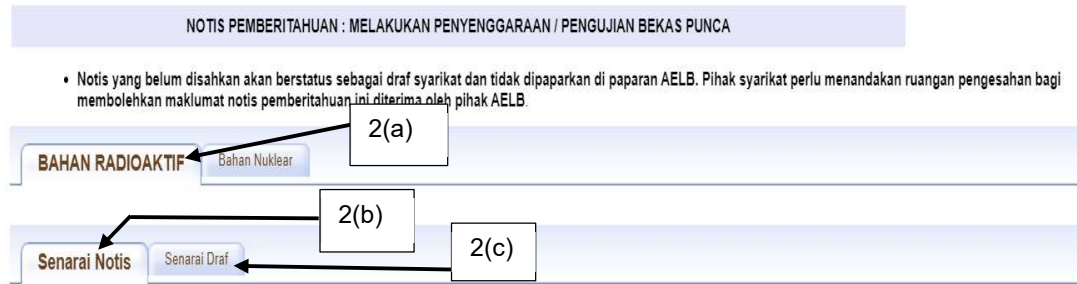 NOTIS PEMBERITAHUAN : MELAKUKAN PENYENGGARAAN / PENGUJIAN BEKAS PUNCA
• Notis yang belum disahkan akan berstatus sebagai draf syarikat dan tidak dipaparkan di paparan AELB. Pihak syarikat perlu menandakan ruangan pengesahan bagi
membolehkan maklumat notis pemberitahuan ini diterima oleh pihak AELB.
2(a)
BAHAN RADIOAKTIF Bahan Nuklear
2(b)
2(c)
Senarai Notis Senarai Draf